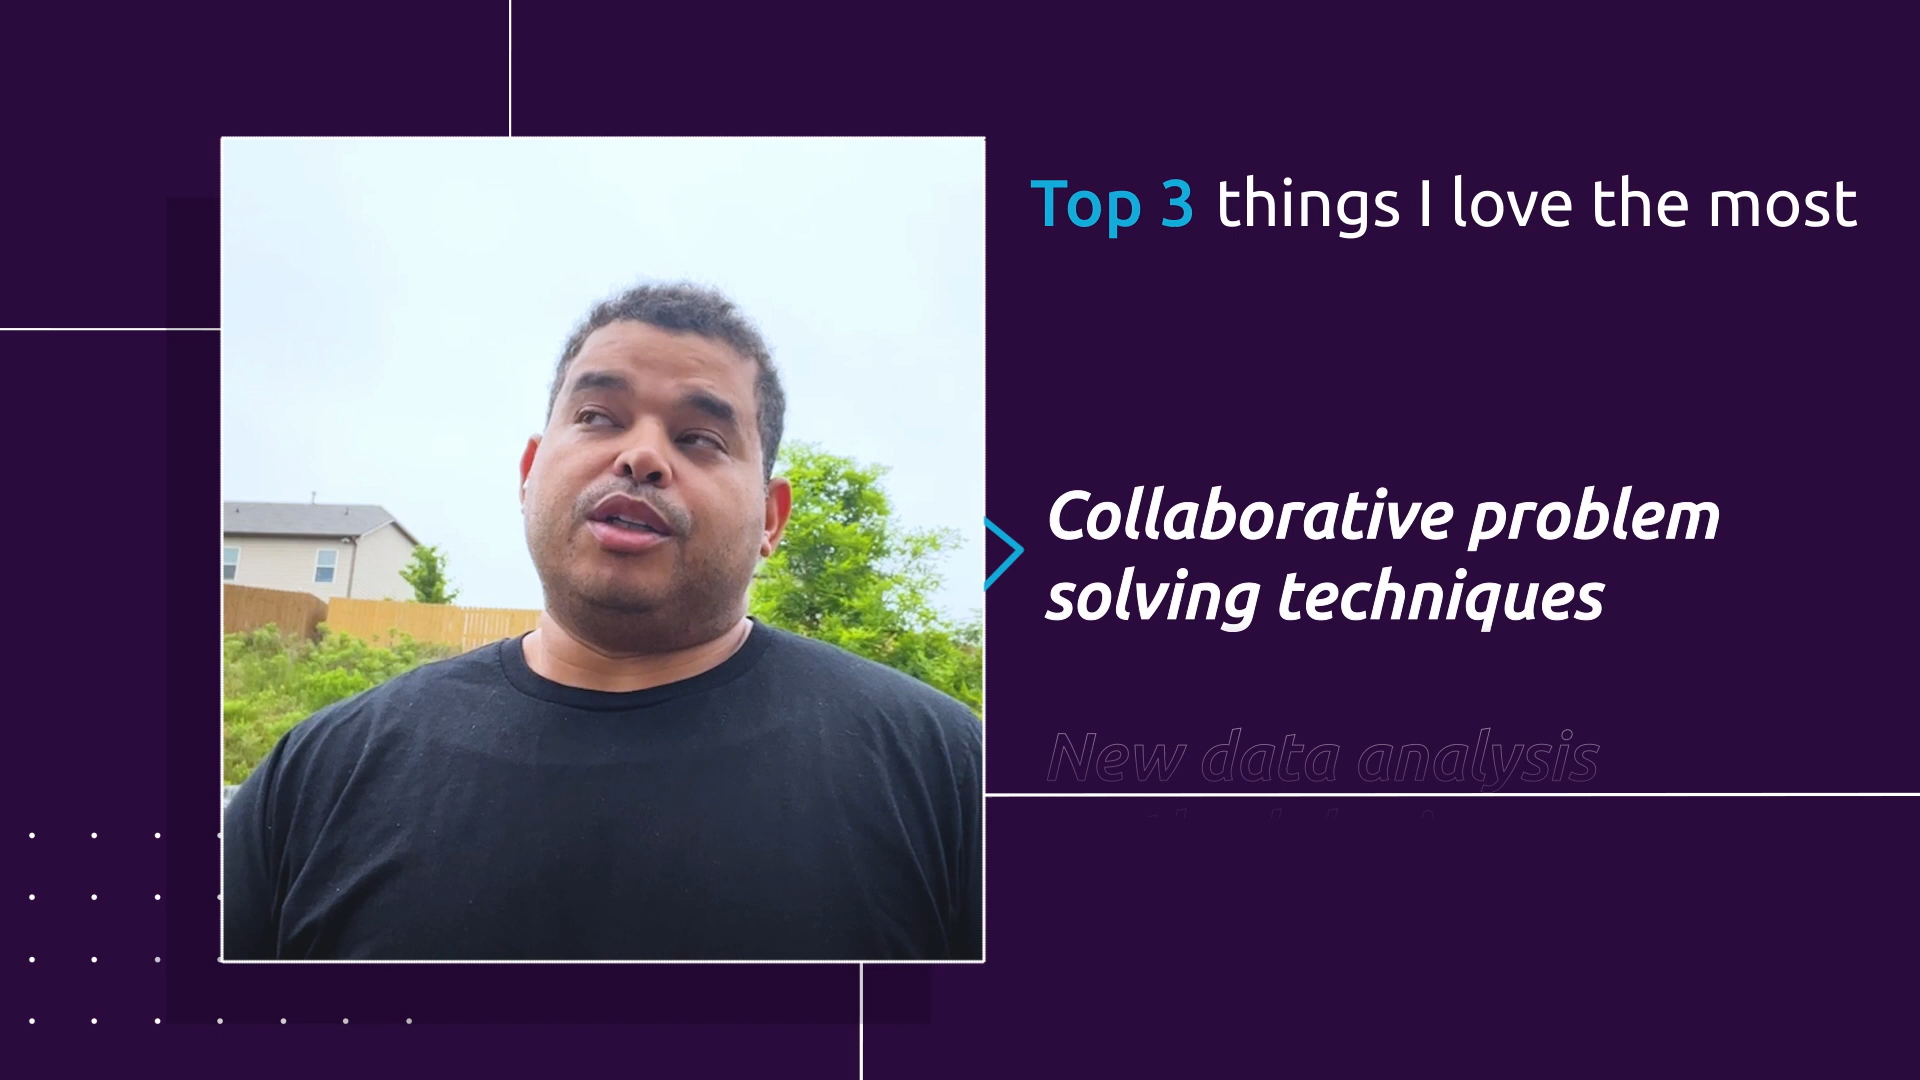 Top 3 things I love the most
Collaborative problem
solving techniques
New data analysis